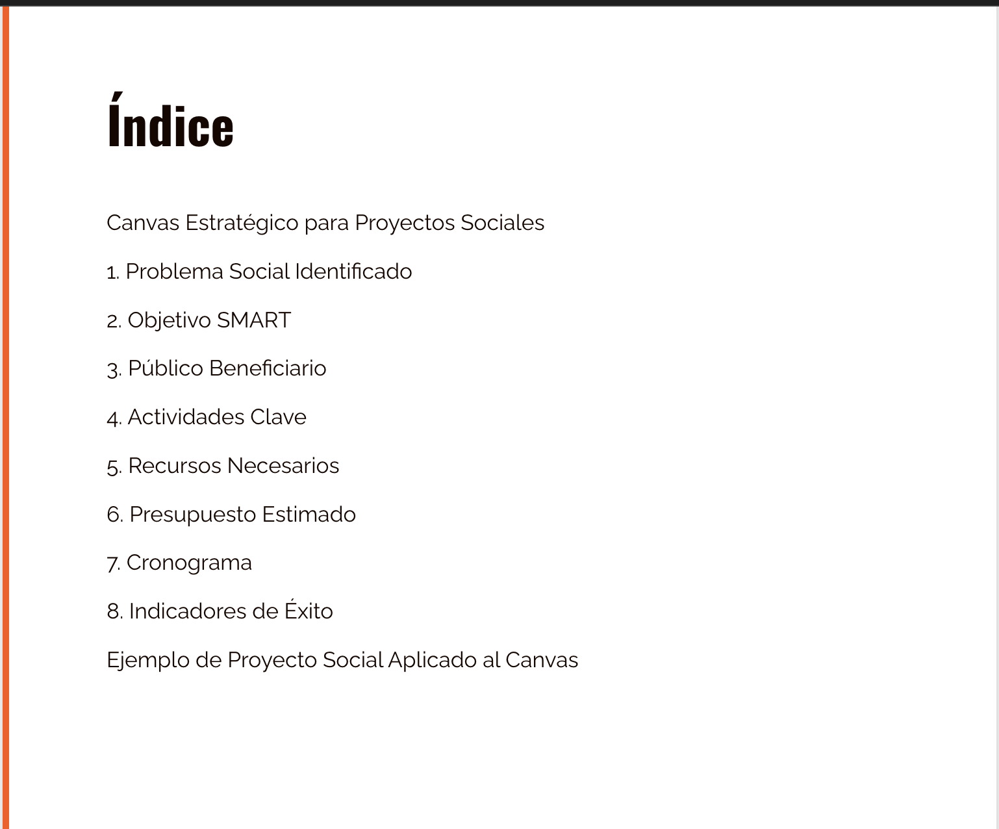 Índice
Canvas Estratégico para Proyectos Sociales
1. Problema Social Identificado
2. Objetivo SMART
3. Público Beneficiario
4. Actividades Clave
5. Recursos Necesarios
6. Presupuesto Estimado
7. Cronograma
8. Indicadores de Éxito
Ejemplo de Proyecto Social Aplicado al Canvas